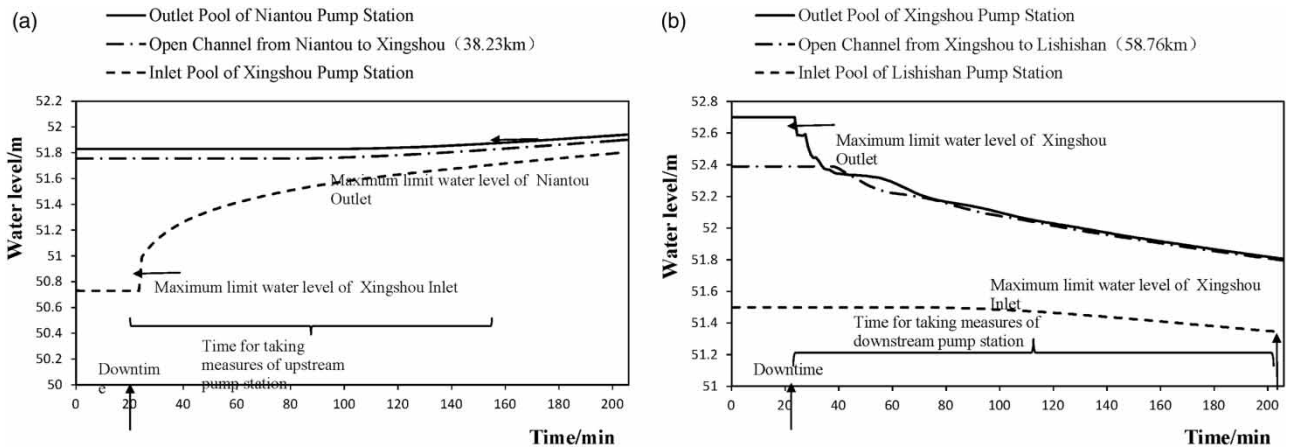 (a)
Outlet Pool of Niantou Pump Station
Open Channel from Niantou to Xingshou（38.23km）
Inlet Pool of Xingshou Pump Station
Water level/m
52.2
52
51.8
51.6
51.4
51.2
51
50.8
50.6
50.4
50.2
50
Maximum limit water level of Niantou
Outlet
Maximum limit water level of Xingshou Inlet
Time for taking
measures of upstream
pump station
Downtim
e
0 20 40 60 80 100 120 140 160 180 200
Time/min
(b)
Outlet Pool of Xingshou Pump Station
Open Channel from Xingshou to Lishishan（58.76km）
Inlet Pool of Lishishan Pump Station
Water level/m
52.8
52.6
52.4
52.2
52
51.8
51.6
51.4
51.2
51
Maximum limit water level of Xingshou
Outlet
Maximum limit water level of Xingshou
Inlet
Time for taking measures of
downstream pump station
Downtime
0 20 40 60 80 100 120 140 160 180 200
Time/min